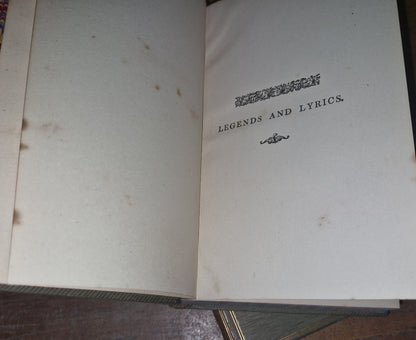 LEGENDS AND LYRICS.